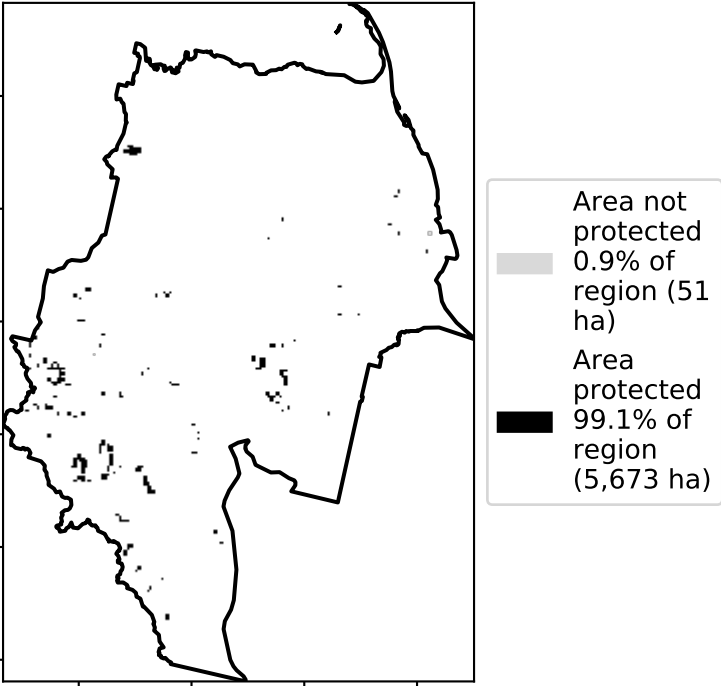 Area not
protected
0.9% of
region (51
ha)
Area
protected
99.1% of
region
(5,673 ha)